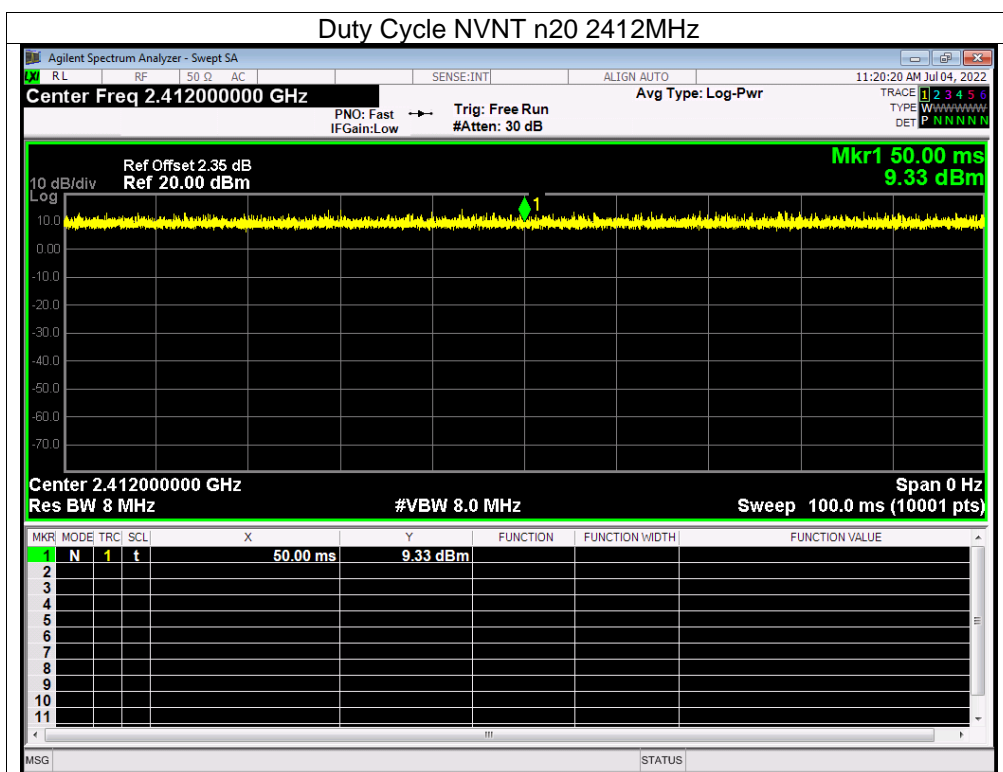 Duty Cycle NVNT n20 2412MHz
Agilent Spectrum Analyzer - Swept SA
LXI RL RF 50 Ω AC SENSE:INT ALIGN AUTO 11:20:20 AM Jul 04, 2022
Center Freq 2.412000000 GHz
PNO: Fast
IFGain:Low
Trig: Free Run
#Atten: 30 dB
Avg Type: Log-Pwr
TRACE 1 2 3 4 5 6
TYPE WWWWWW
DET P N N N N N
Mkr1 50.00 ms
9.33 dBm
Ref Offset 2.35 dB
10 dB/div Ref 20.00 dBm
Log
1
10.0
0.00
-10.0
-20.0
-30.0
-40.0
-50.0
-60.0
-70.0
Center 2.412000000 GHz Span 0 Hz
Res BW 8 MHz #VBW 8.0 MHz Sweep 100.0 ms (10001 pts)
MKR MODE TRC SCL X Y FUNCTION FUNCTION WIDTH FUNCTION VALUE
1 N 1 t 50.00 ms 9.33 dBm
2
3
4
5
6
7
8
9
10
11
MSG STATUS